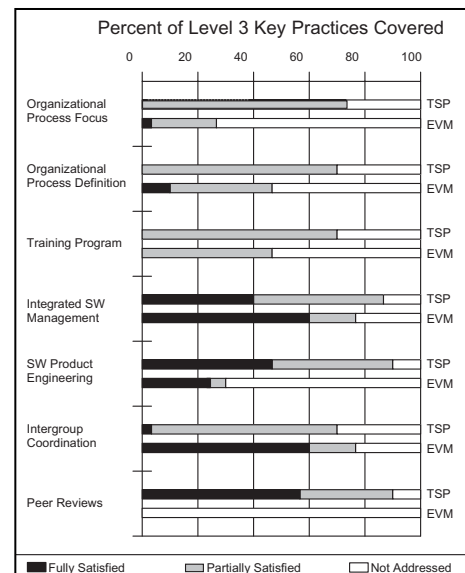 Percent of Level 3 Key Practices Covered
0 20 40 60 80 100
Organizational
Process Focus
TSP
EVM
Organizational
Process Definition
TSP
EVM
Training Program
TSP
EVM
Integrated SW
Management
TSP
EVM
SW Product
Engineering
TSP
EVM
Intergroup
Coordination
TSP
EVM
Peer Reviews
TSP
EVM
Fully Satisfied Partially Satisfied Not Addressed